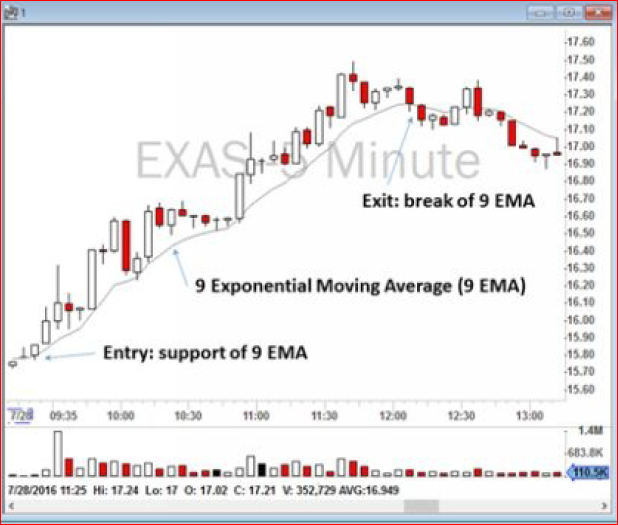 1
17.60
17.50
17.40
17.30
17.20
17.10
17.00
16.90
16.80
16.70
16.60
16.50
16.40
16.30
16.20
16.10
16.00
15.90
15.80
15.70
15.60
EXAS - 5 Minute
Exit: break of 9 EMA
9 Exponential Moving Average (9 EMA)
Entry: support of 9 EMA
7/28 09:35 10:00 10:30 11:00 11:30 12:00 12:30 13:00
1.4M
683.8K
110.5K
7/28/2016 11:25 Hi: 17.24 Lo: 17 O: 17.02 C: 17.21 V: 352,729 AVG:16.949